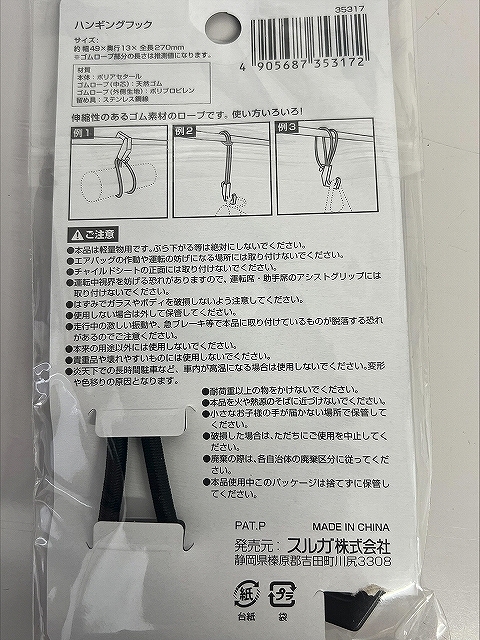 ハンギングフック
35317
サイズ:
約 幅49×奥行13× 全長270mm
※ゴムロープ部分の長さは推測値になります。
材質
本体:ポリアセタール
ゴムロープ(中芯):天然ゴム
ゴムロープ(外側生地):ポリプロピレン
留め具:ステンレス鋼線
4 905687 353172
伸縮性のあるゴム素材のロープです。使い方いろいろ!
例1 例2 例3
ご注意
●本品は軽量物用です。ぶら下がる等は絶対にしないでください。
●エアバッグの作動や運転の妨げになる場所には取り付けないでください。
●チャイルドシートの正面には取り付けないでください。
●運転中視界を妨げる恐れがありますので、運転席・助手席のアシストグリップには
取り付けないでください。
●はずみでガラスやボディを破損しないよう注意してください。
●使用しない場合は外して保管してください。
●走行中の激しい振動や、急ブレーキ等で本品に取り付けているものが脱落する恐れ
があるのでご注意ください。
●本来の用途以外には使用しないでください。
●貴重品や壊れやすいものには使用しないでください。
●炎天下での長時間駐車など、車内が高温になる場合は使用しないでください。変形
や色移りの原因となります。
●耐荷重以上の物をかけないでください。
●本品を火や熱源のそばに近づけないでください。
●小さなお子様の手が届かない場所で保管して
ください。
●破損した場合は、ただちにご使用を中止してく
ださい。
●廃棄の際は、各自治体の廃棄区分に従ってくだ
さい。
●本品使用中このパッケージは捨てずに保管し
てください。
PAT.P MADE IN CHINA
発売元: スルガ株式会社
静岡県榛原郡吉田町川尻3308
紙 プラ
台紙 袋